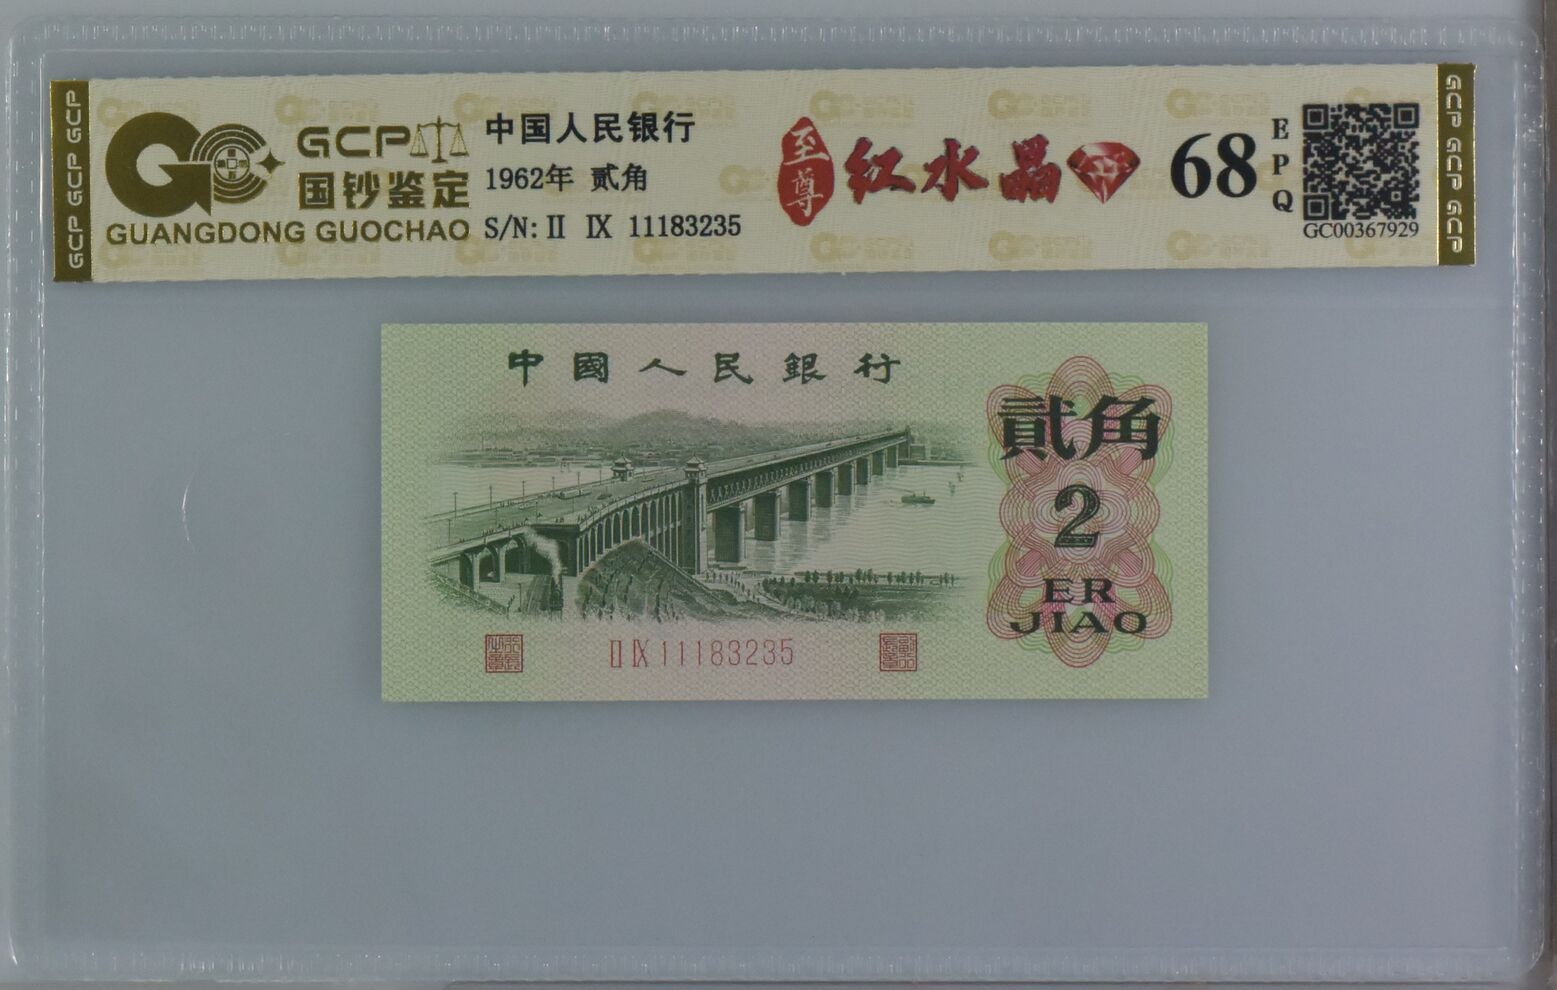 GCP GCP GCP
GCP
国钞鉴定
GUANGDONG GUOCHAO
中国人民银行
1962年 贰角
S/N: II IX 11183235
至尊
红水晶
68
EPQ
GC00367929
GCP GCP GCP
中國人民銀行
貳角
2
ER
JIAO
II IX 11183235